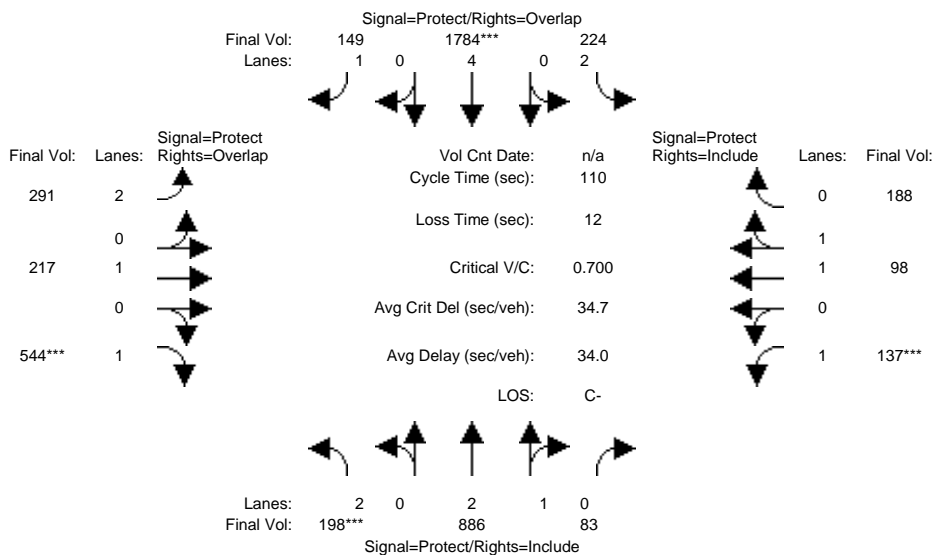 Signal=Protect/Rights=Overlap
Final Vol: 149 1784*** 224
Lanes: 1 0 4 0 2
Signal=Protect Signal=Protect
Final Vol: Lanes: Rights=Overlap Vol Cnt Date: n/a Rights=Include Lanes: Final Vol:
Cycle Time (sec): 110
291 2 0 188
Loss Time (sec): 12
0 1
217 1 Critical V/C: 0.700 1 98
0 Avg Crit Del (sec/veh): 34.7 0
544*** 1 Avg Delay (sec/veh): 34.0 1 137***
LOS: C-
Lanes: 2 0 2 1 0
Final Vol: 198*** 886 83
Signal=Protect/Rights=Include